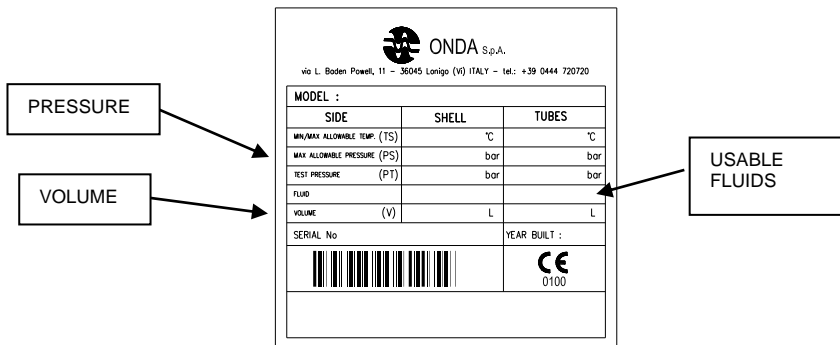 ONDA S.p.A.
via L. Baden Powell, 11 - 36045 Lonigo (Vi) ITALY - tel.: +39 0444 720720
MODEL :
SIDE SHELL TUBES
MIN/MAX ALLOWABLE TEMP. (TS) °C °C
MAX ALLOWABLE PRESSURE (PS) bar bar
TEST PRESSURE (PT) bar bar
FLUID
VOLUME (V) L L
SERIAL No YEAR BUILT :
CE
0100
PRESSURE
VOLUME
USABLE
FLUIDS